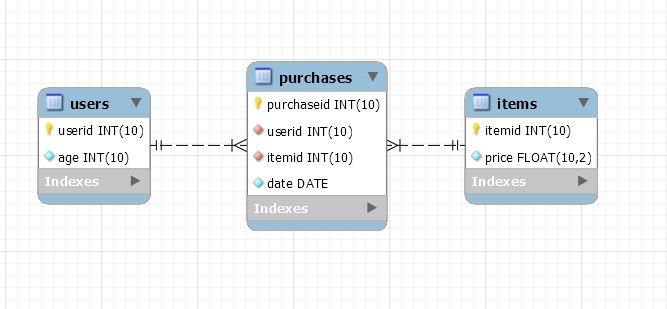 users
userid INT(10)
age INT(10)
Indexes
purchases
purchaseid INT(10)
userid INT(10)
itemid INT(10)
date DATE
Indexes
items
itemid INT(10)
price FLOAT(10,2)
Indexes